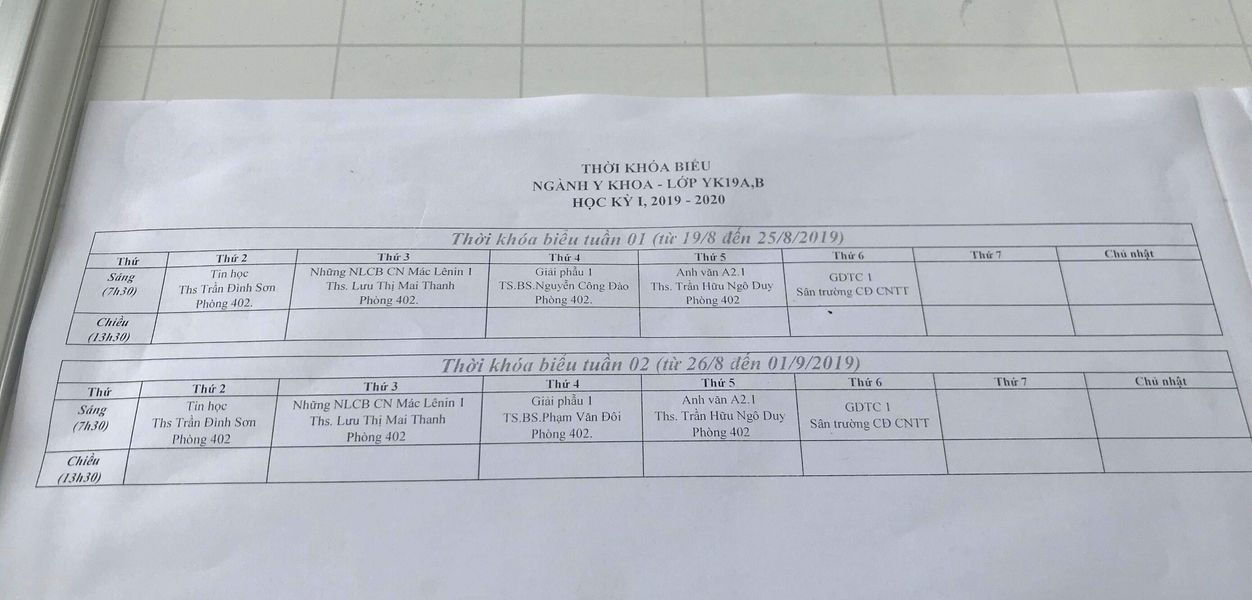 THỜI KHÓA BIỂU
NGÀNH Y KHOA - LỚP YK19A,B
HỌC KỲ I, 2019 - 2020
Thời khóa biểu tuần 01 (từ 19/8 đến 25/8/2019)
Thứ Thứ 2 Thứ 3 Thứ 4 Thứ 5 Thứ 6 Thứ 7 Chủ nhật
Sáng Tin học Những NLCB CN Mác Lênin 1 Giải phẫu 1 Anh văn A2.1 GDTC 1
(7h30) Ths Trần Đình Sơn Ths. Lưu Thị Mai Thanh TS.BS.Nguyễn Công Đào Ths. Trần Hữu Ngô Duy Sân trường CĐ CNTT
Phòng 402. Phòng 402. Phòng 402. Phòng 402
Chiều
(13h30)
Thời khóa biểu tuần 02 (từ 26/8 đến 01/9/2019)
Thứ Thứ 2 Thứ 3 Thứ 4 Thứ 5 Thứ 6 Thứ 7 Chủ nhật
Sáng Tin học Những NLCB CN Mác Lênin 1 Giải phẫu 1 Anh văn A2.1 GDTC 1
(7h30) Ths Trần Đình Sơn Ths. Lưu Thị Mai Thanh TS.BS.Phạm Văn Đôi Ths. Trần Hữu Ngô Duy Sân trường CĐ CNTT
Phòng 402 Phòng 402 Phòng 402. Phòng 402
Chiều
(13h30)